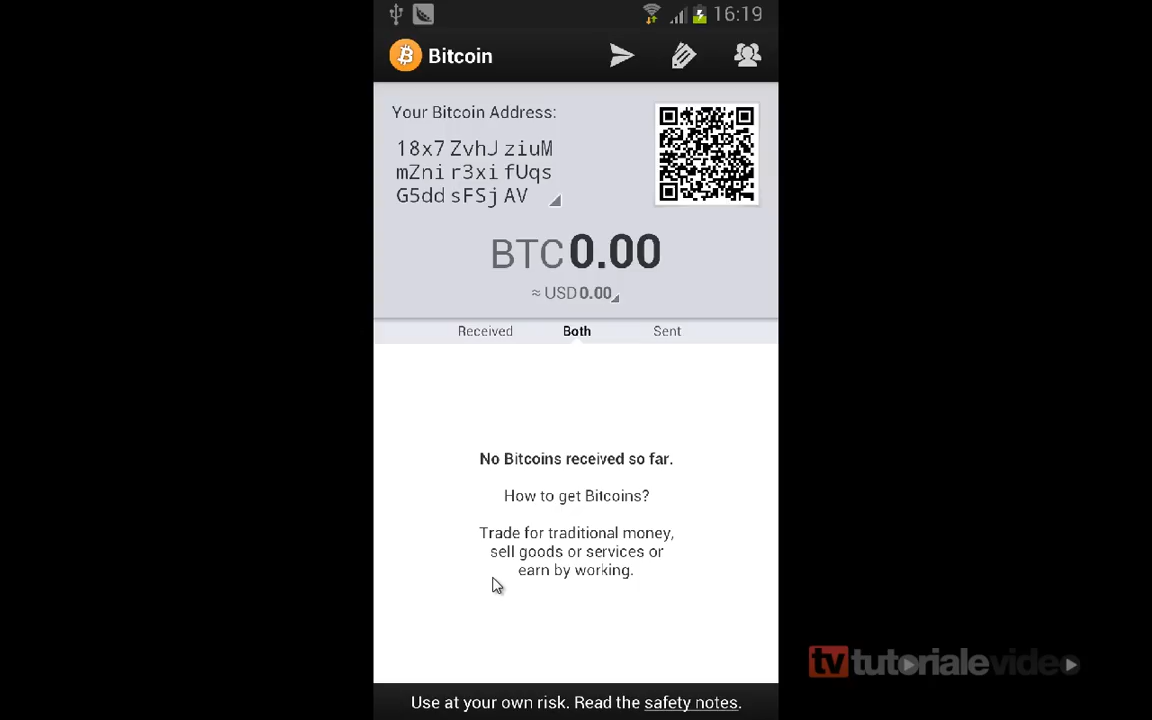 16:19
Bitcoin
Your Bitcoin Address:
18x7 ZvhJ ziuM
mZni r3xi fUqs
G5dd sFSj AV
BTC 0.00
≈ USD 0.00
Received Both Sent
No Bitcoins received so far.
How to get Bitcoins?
Trade for traditional money,
sell goods or services or
earn by working.
tv tutorialevideo
Use at your own risk. Read the safety notes.